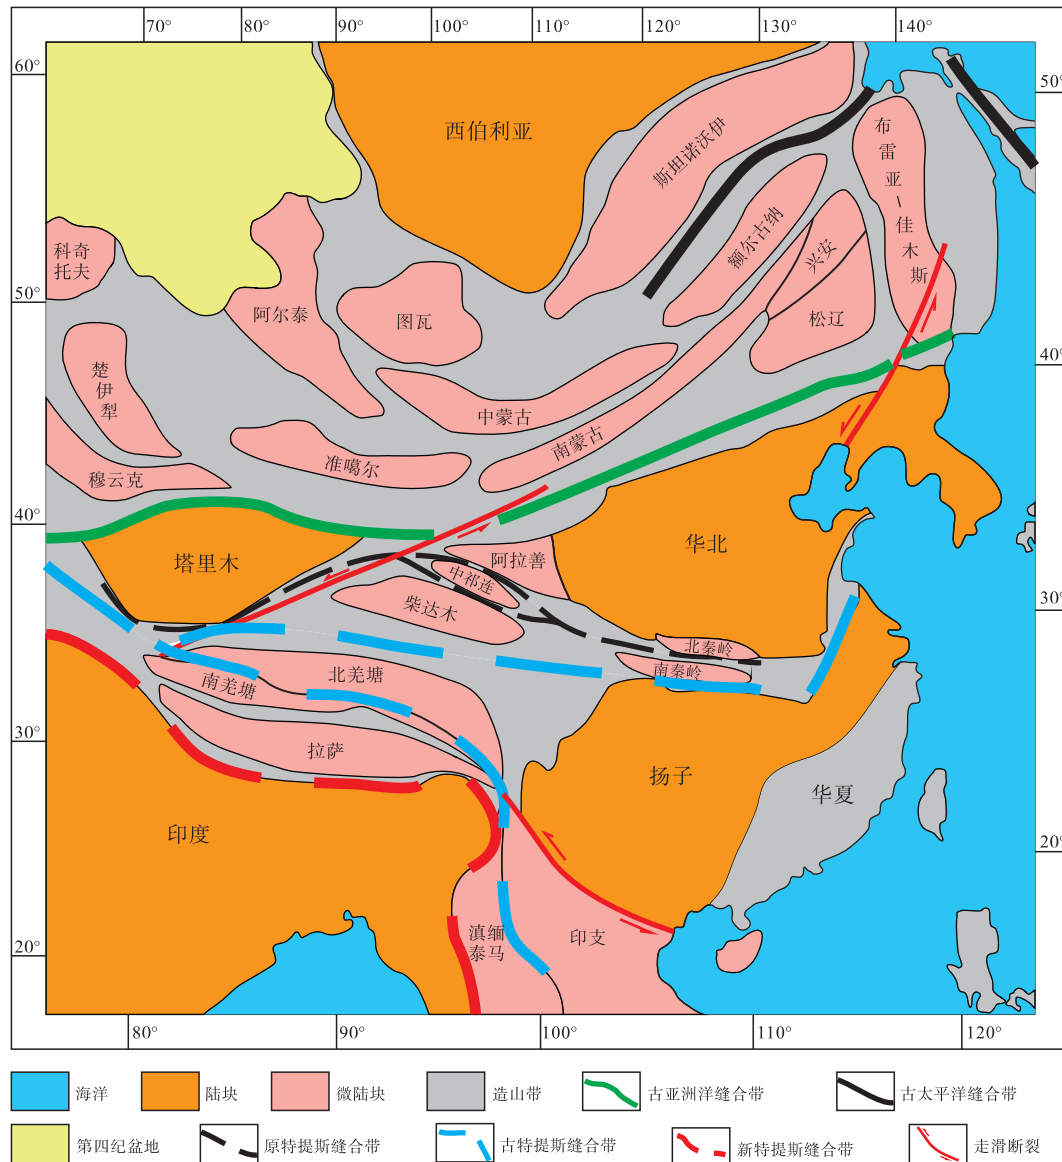 70° 80° 90° 100° 110° 120° 130° 140°
60°
50°
西伯利亚
斯坦诺沃伊
布
雷
亚
-
佳
木
斯
科奇
托夫
额尔古纳
兴安
50°
阿尔泰
图瓦
松辽
40°
楚
伊
犁
中蒙古
南蒙古
准噶尔
穆云克
40°
塔里木
阿拉善
华北
中祁连
柴达木
30°
北秦岭
南秦岭
北羌塘
南羌塘
30°
拉萨
扬子
华夏
印度
20°
滇缅
泰马
印支
20°
80° 90° 100° 110° 120°
海洋 陆块 微陆块 造山带 古亚洲洋缝合带 古太平洋缝合带
第四纪盆地 原特提斯缝合带 古特提斯缝合带 新特提斯缝合带 走滑断裂